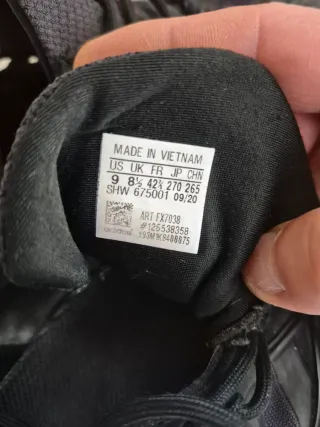 MADE IN VIETNAM
US UK FR JP CHN
9 8½ 42⅔ 270 265
SHW 675001 09/20
ART FX7038
#126538358
adidas